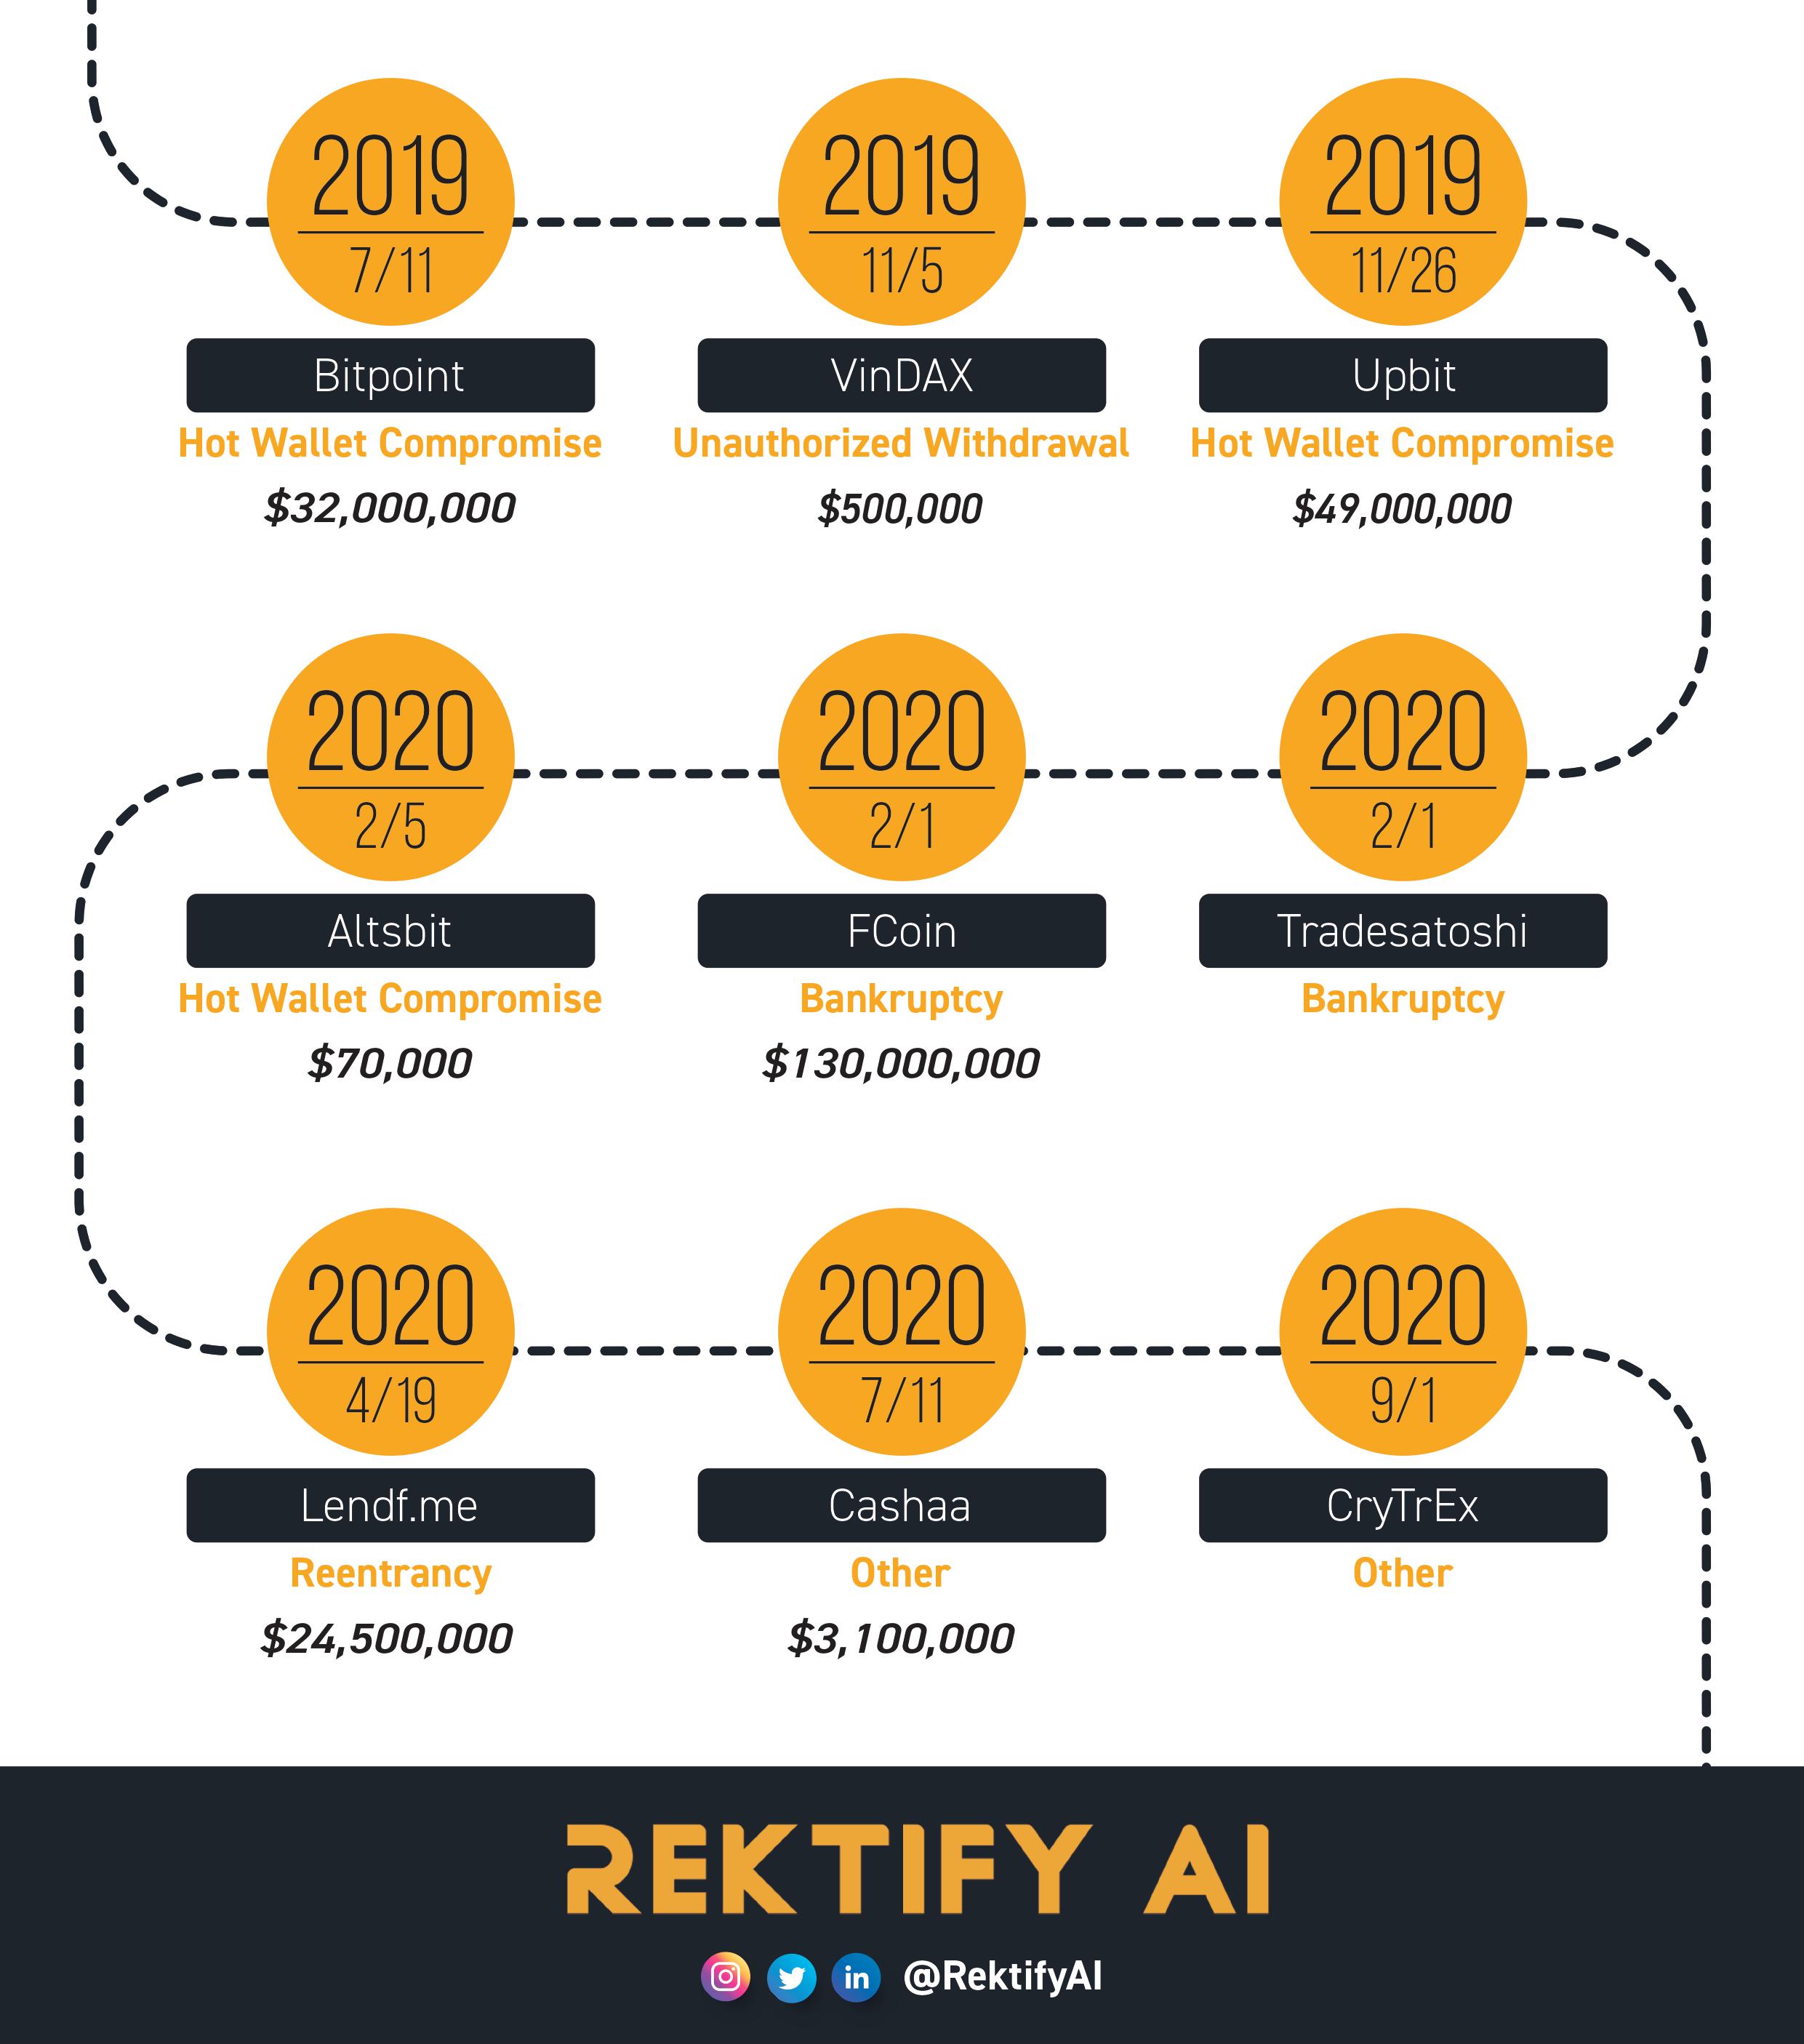 2019
7/11
Bitpoint
Hot Wallet Compromise
$32,000,000
2019
11/5
VinDAX
Unauthorized Withdrawal
$500,000
2019
11/26
Upbit
Hot Wallet Compromise
$49,000,000
2020
2/5
Altsbit
Hot Wallet Compromise
$70,000
2020
2/1
FCoin
Bankruptcy
$130,000,000
2020
2/1
Tradesatoshi
Bankruptcy
2020
4/19
Lendf.me
Reentrancy
$24,500,000
2020
7/11
Cashaa
Other
$3,100,000
2020
9/1
CryTrEx
Other
REKTIFY AI
in
@RektifyAI